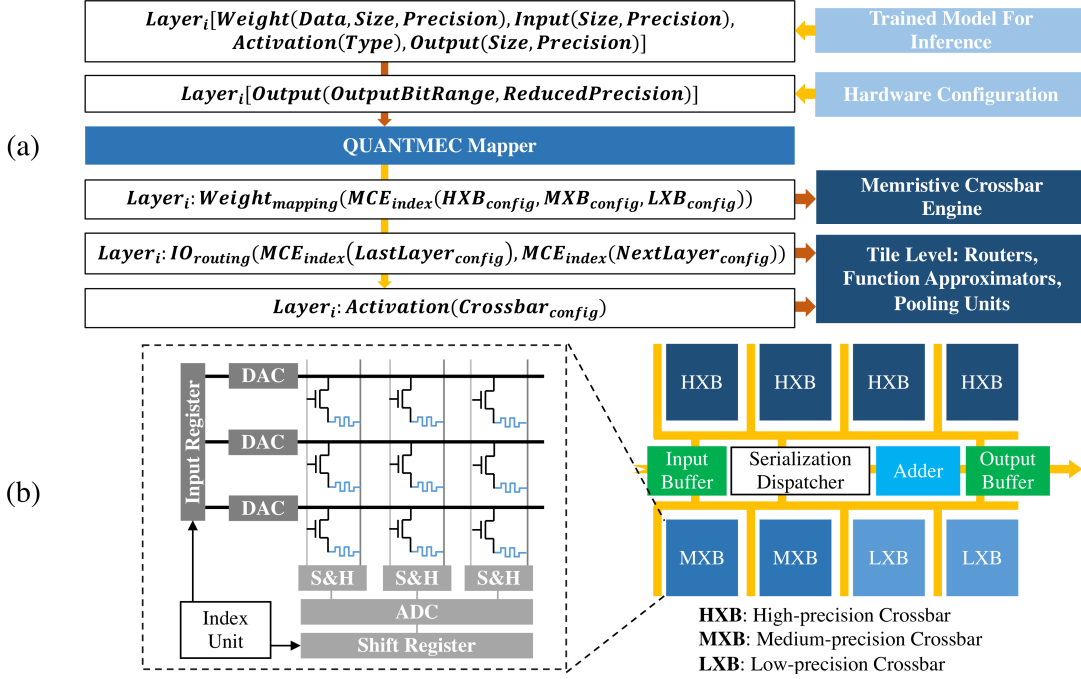 (a)
Layer_i[Weight(Data, Size, Precision), Input(Size, Precision),
Activation(Type), Output(Size, Precision)]
Trained Model For
Inference
Layer_i[Output(OutputBitRange, ReducedPrecision)]
Hardware Configuration
QUANTMEC Mapper
Layer_i: Weight_mapping(MCE_index(HXB_config, MXB_config, LXB_config))
Memristive Crossbar
Engine
Layer_i: IO_routing(MCE_index(LastLayer_config), MCE_index(NextLayer_config))
Layer_i: Activation(Crossbar_config)
Tile Level: Routers,
Function Approximators,
Pooling Units
(b)
Input Register
DAC
DAC
DAC
S&H
S&H
S&H
ADC
Shift Register
Index
Unit
HXB
HXB
HXB
HXB
Input
Buffer
Serialization
Dispatcher
Adder
Output
Buffer
MXB
MXB
LXB
LXB
HXB: High-precision Crossbar
MXB: Medium-precision Crossbar
LXB: Low-precision Crossbar